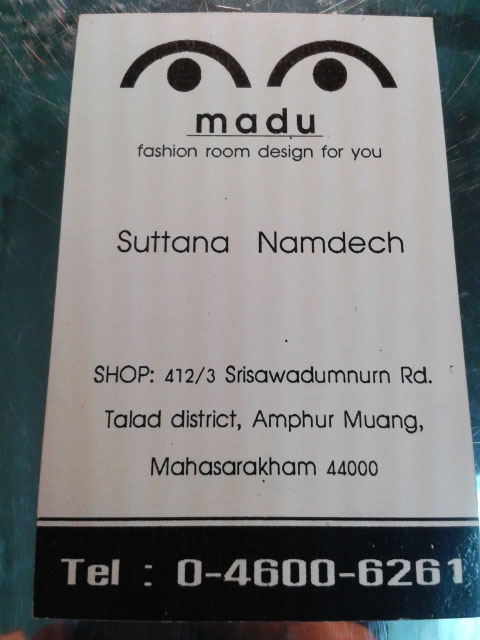 madu
fashion room design for you
Suttana Namdech
SHOP: 412/3 Srisawadumnurn Rd.
Talad district, Amphur Muang,
Mahasarakham 44000
Tel : 0-4600-6261